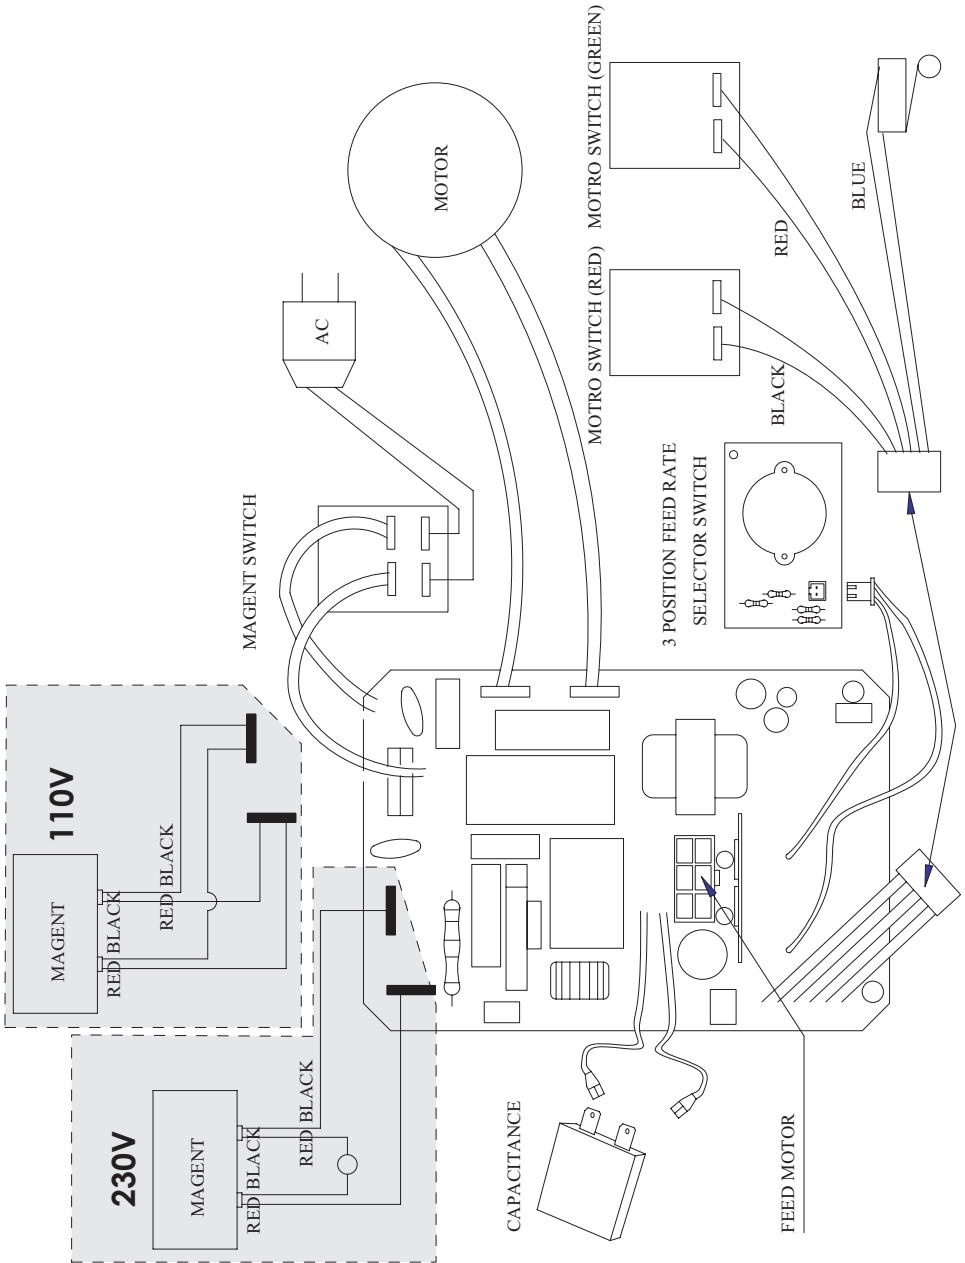 110V
MAGENT
RED BLACK
RED BLACK
230V
MAGENT
RED BLACK
RED BLACK
MAGENT SWITCH
AC
MOTOR
MOTRO SWITCH (GREEN)
MOTRO SWITCH (RED)
RED
BLACK
BLUE
3 POSITION FEED RATE
SELECTOR SWITCH
CAPACITANCE
FEED MOTOR